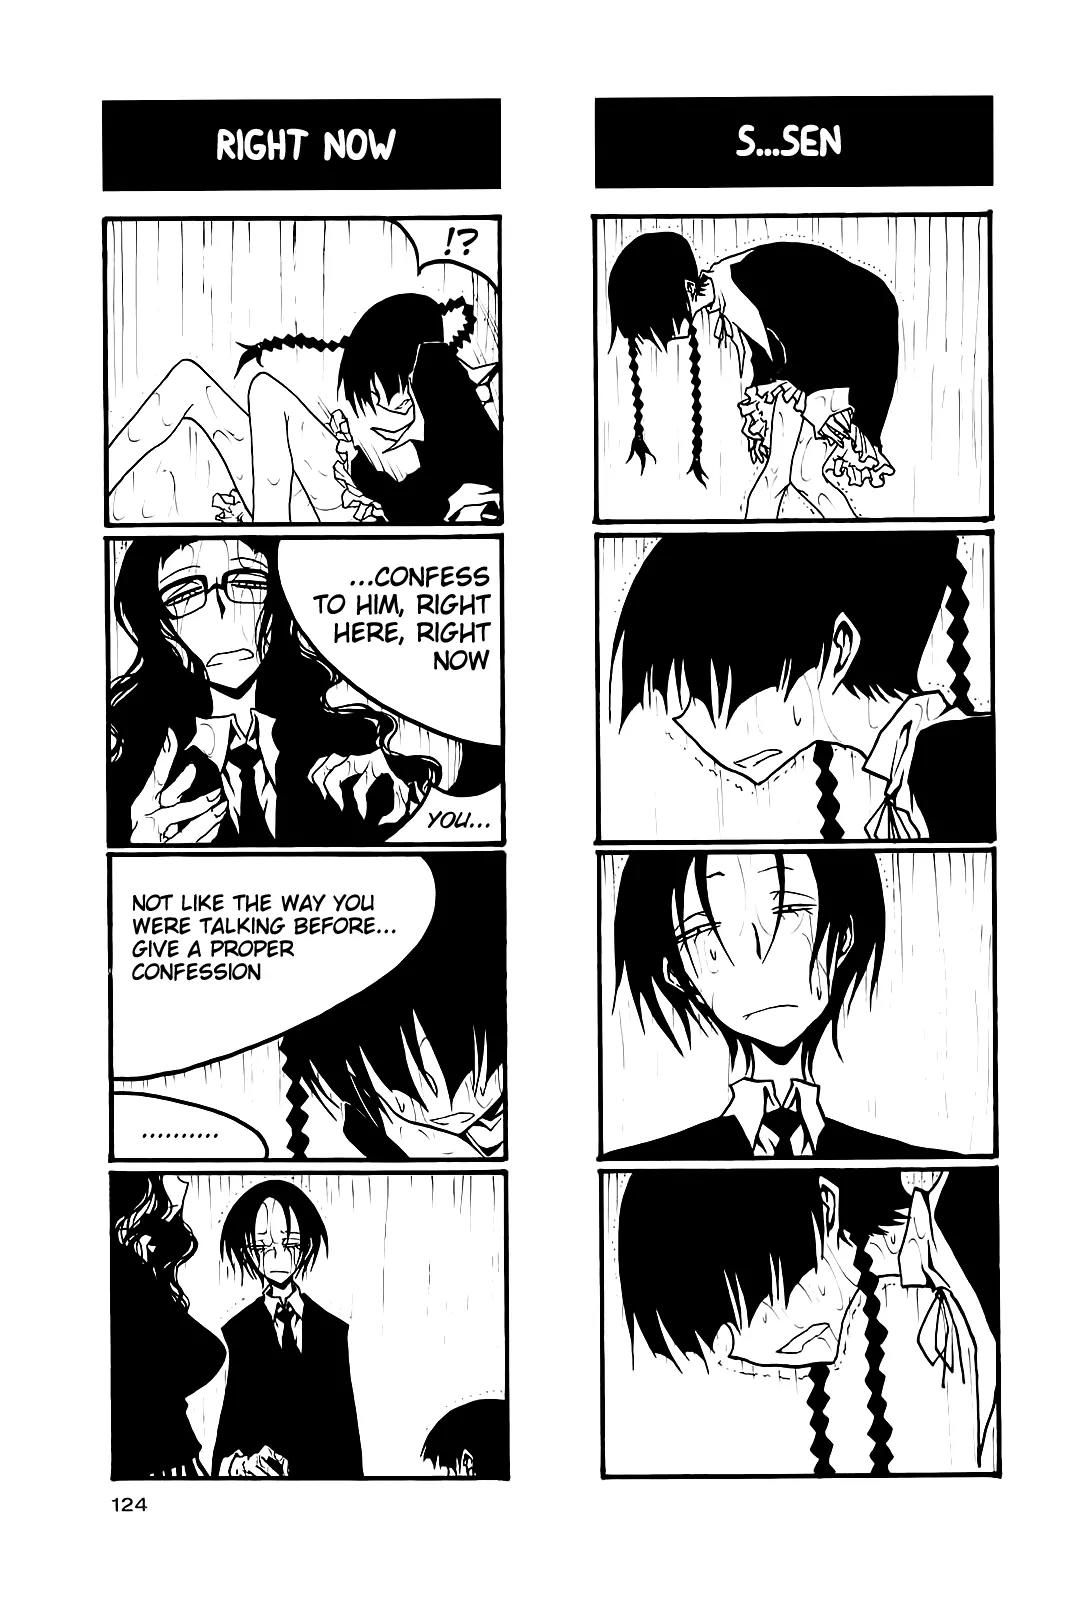 S...SEN
RIGHT NOW
!?
...CONFESS
TO HIM, RIGHT
HERE, RIGHT
NOW
YOU...
NOT LIKE THE WAY YOU
WERE TALKING BEFORE...
GIVE A PROPER
CONFESSION
..........
124